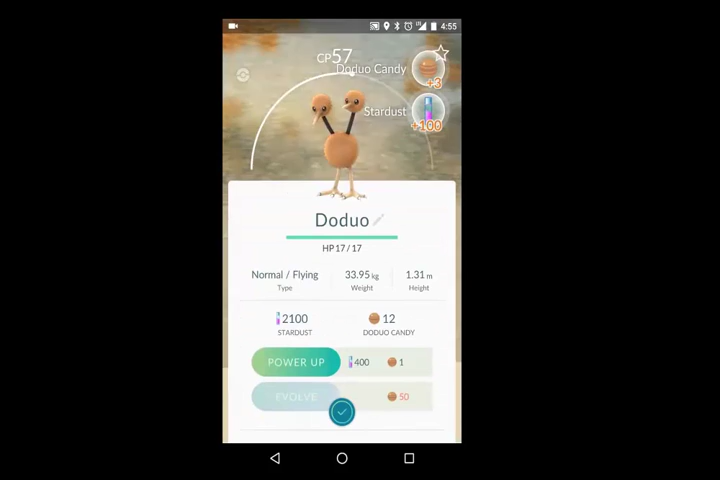 4:55
CP57
Doduo Candy
+3
Stardust
+100
Doduo
HP 17 / 17
Normal / Flying 33.95 kg 1.31 m
Type Weight Height
2100 12
STARDUST DODUO CANDY
POWER UP 400 1
EVOLVE 50